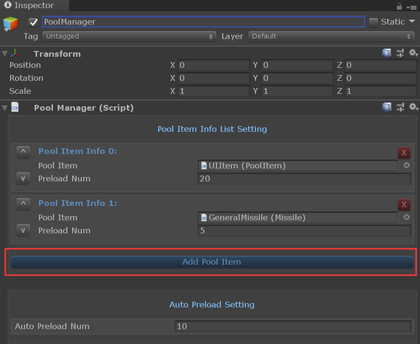 Inspector
PoolManager Static
Tag Untagged Layer Default
Transform
Position X 0 Y 0 Z 0
Rotation X 0 Y 0 Z 0
Scale X 1 Y 1 Z 1
Pool Manager (Script)
Pool Item Info List Setting
^ Pool Item Info 0: X
Pool Item UIItem (PoolItem)
v Preload Num 20
^ Pool Item Info 1: X
Pool Item GeneralMissile (Missile)
v Preload Num 5
Add Pool Item
Auto Preload Setting
Auto Preload Num 10